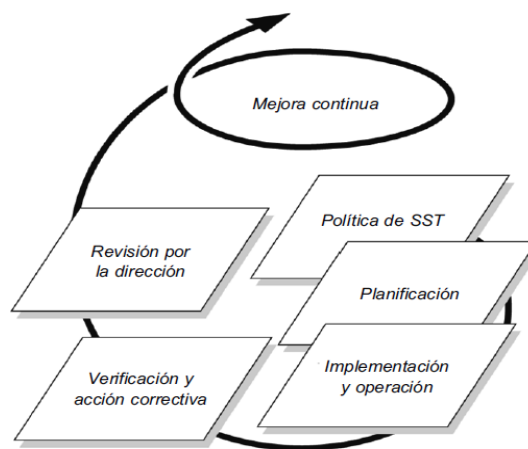 Mejora continua
Política de SST
Revisión por
la dirección
Planificación
Implementación
y operación
Verificación y
acción correctiva